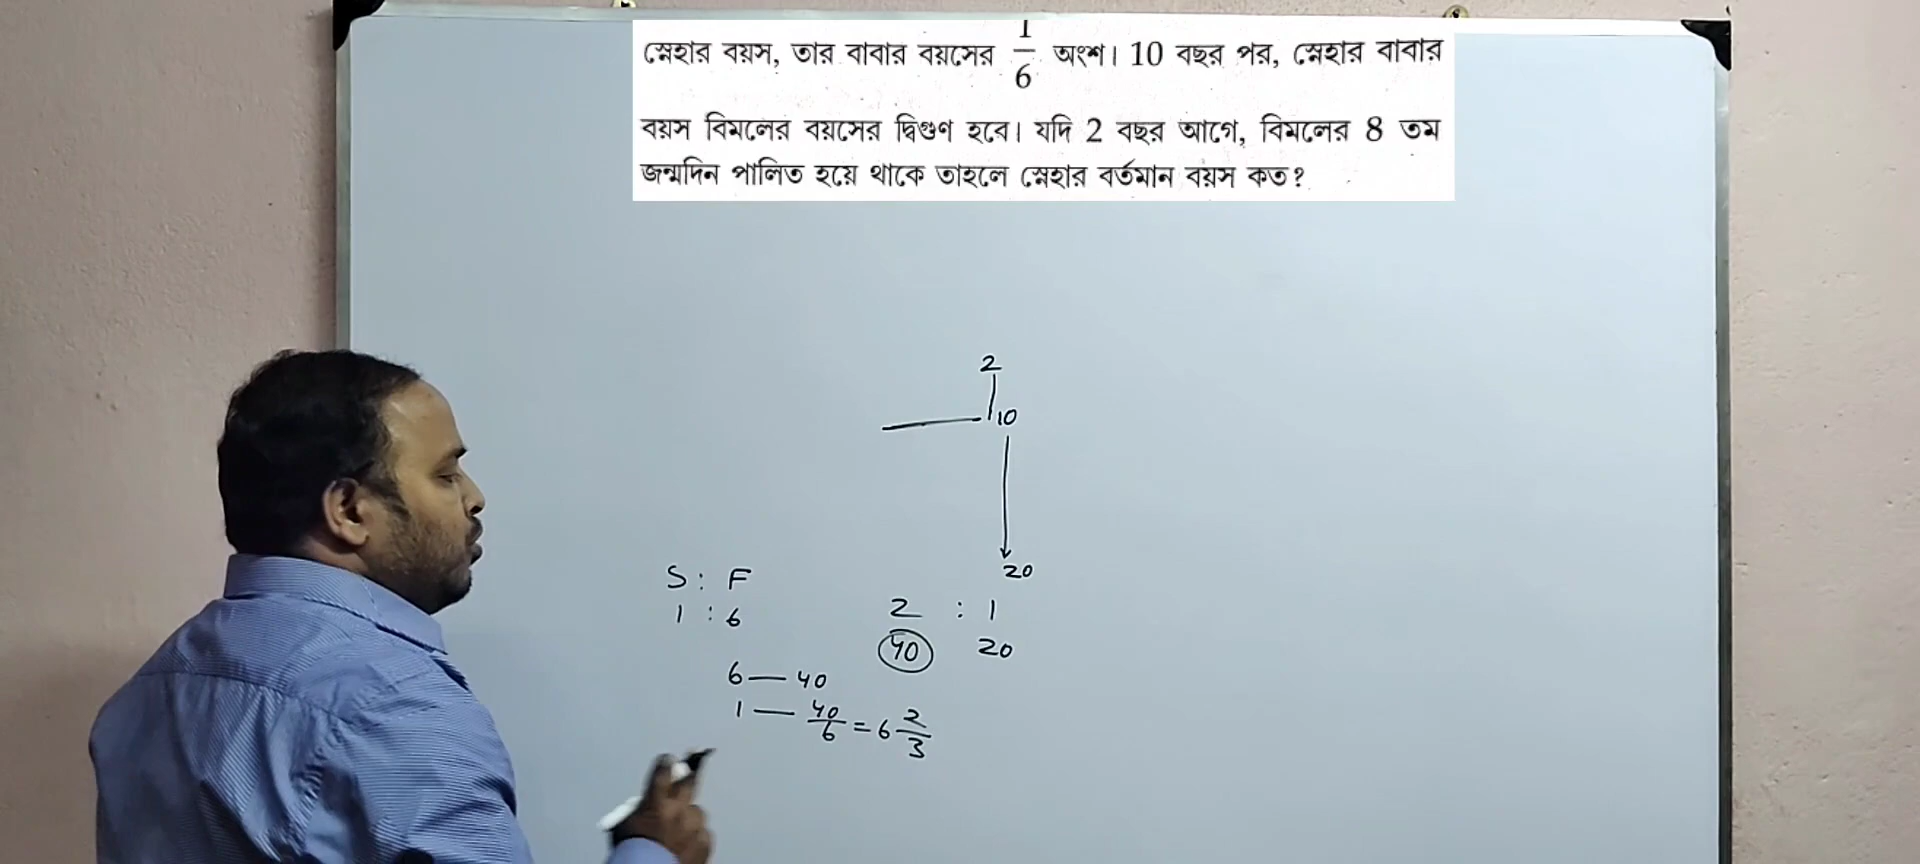 স্নেহার বয়স, তার বাবার বয়সের 1/6 অংশ। 10 বছর পর, স্নেহার বাবার
বয়স বিমলের বয়সের দ্বিগুণ হবে। যদি 2 বছর আগে, বিমলের 8 তম
জন্মদিন পালিত হয়ে থাকে তাহলে স্নেহার বর্তমান বয়স কত?
2
10
20
S : F
1 : 6
2 : 1
40 20
6 — 40
1 — 40/6 = 6 2/3